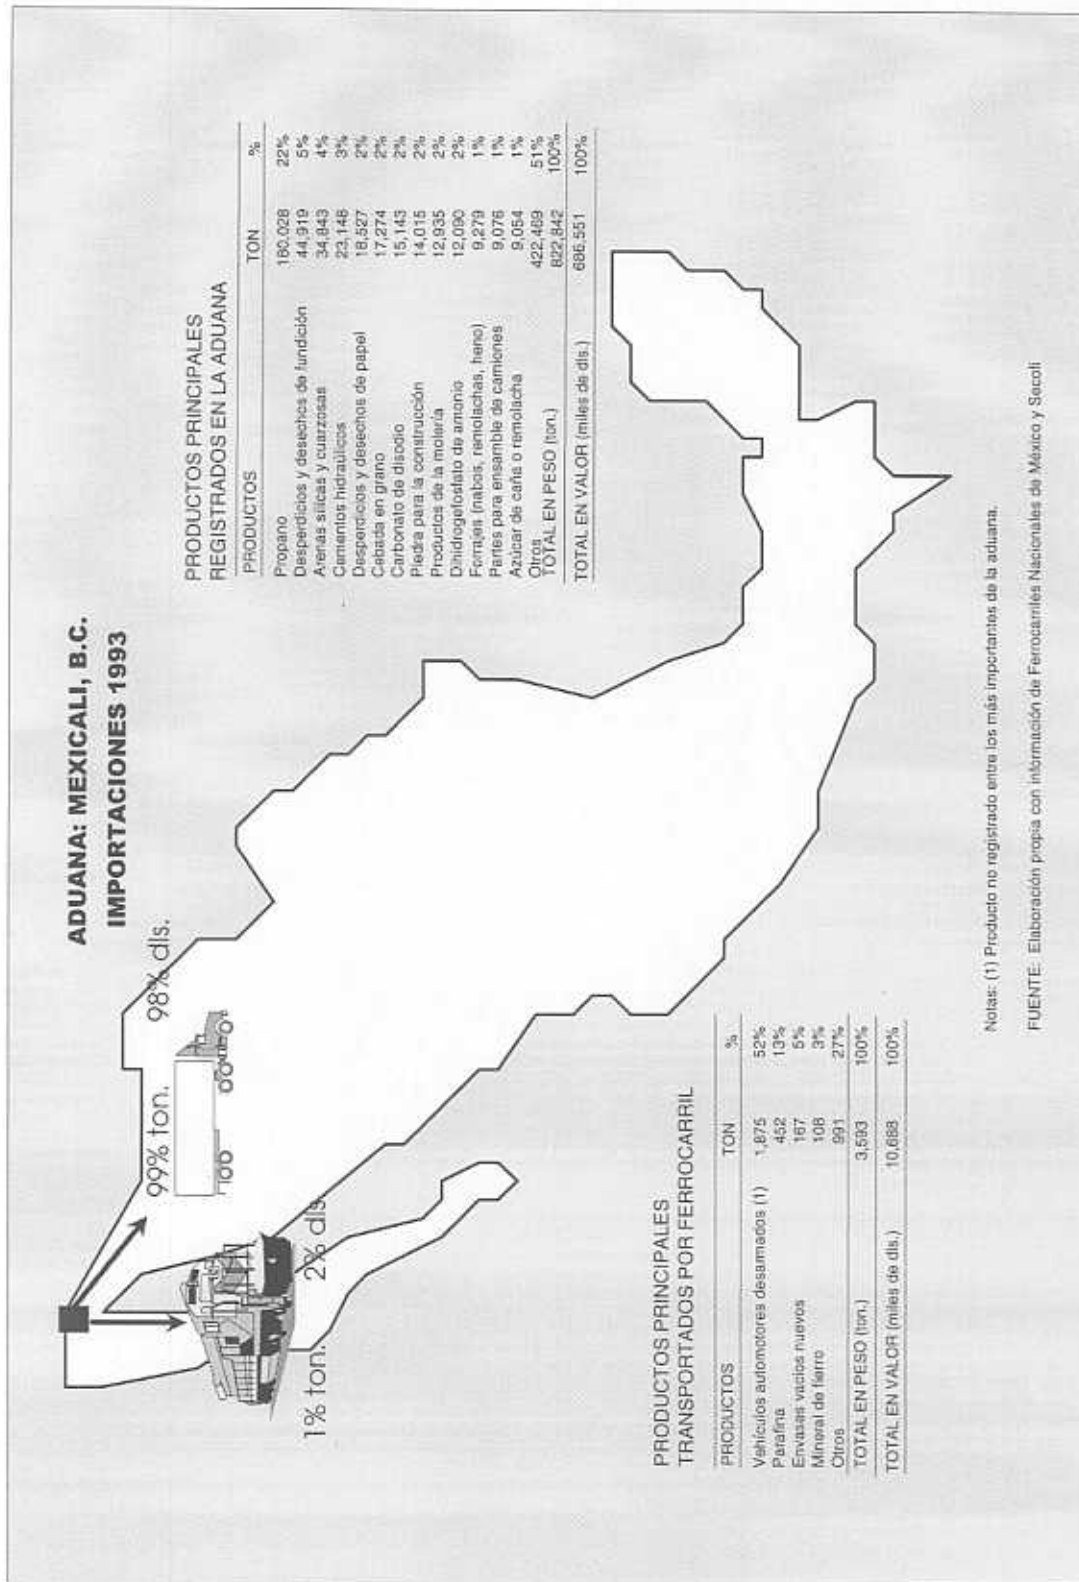 ADUANA: MEXICALI, B.C.
IMPORTACIONES 1993
99% ton. 98% dls.
1% ton. 2% dls.
PRODUCTOS PRINCIPALES
REGISTRADOS EN LA ADUANA
PRODUCTOS TON %
Propano 180,028 22%
Desperdicios y desechos de fundición 44,919 5%
Arenas sílicas y cuarzosas 34,843 4%
Cementos hidraúlicos 23,148 3%
Desperdicios y desechos de papel 18,527 2%
Cebada en grano 17,274 2%
Carbonato de disodio 15,143 2%
Piedra para la construcción 14,015 2%
Productos de la molería 12,935 2%
Dihidrogefosfato de amonio 12,090 2%
Forrajes (nabos, remolachas, heno) 9,279 1%
Partes para ensamble de camiones 9,076 1%
Azúcar de caña o remolacha 9,054 1%
Otros 422,469 51%
TOTAL EN PESO (ton.) 822,842 100%
TOTAL EN VALOR (miles de dls.) 686,551 100%
PRODUCTOS PRINCIPALES
TRANSPORTADOS POR FERROCARRIL
PRODUCTOS TON %
Vehículos automotores desarmados (1) 1,875 52%
Parafina 452 13%
Envases vacios nuevos 167 5%
Mineral de fierro 108 3%
Otros 991 27%
TOTAL EN PESO (ton.) 3,593 100%
TOTAL EN VALOR (miles de dls.) 10,688 100%
Notas: (1) Producto no registrado entre los más importantes de la aduana.
FUENTE: Elaboración propia con información de Ferrocarriles Nacionales de México y Secofi